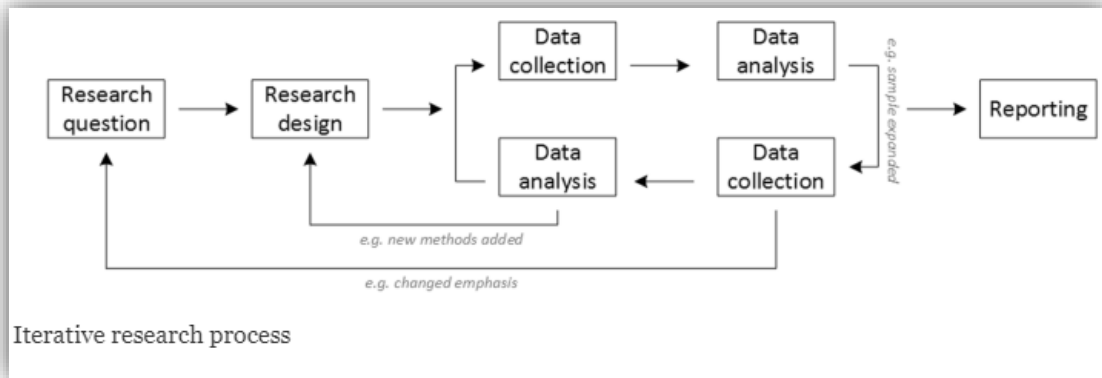 Research
question
Research
design
Data
collection
Data
analysis
e.g. sample expanded
Reporting
Data
analysis
Data
collection
e.g. new methods added
e.g. changed emphasis
Iterative research process